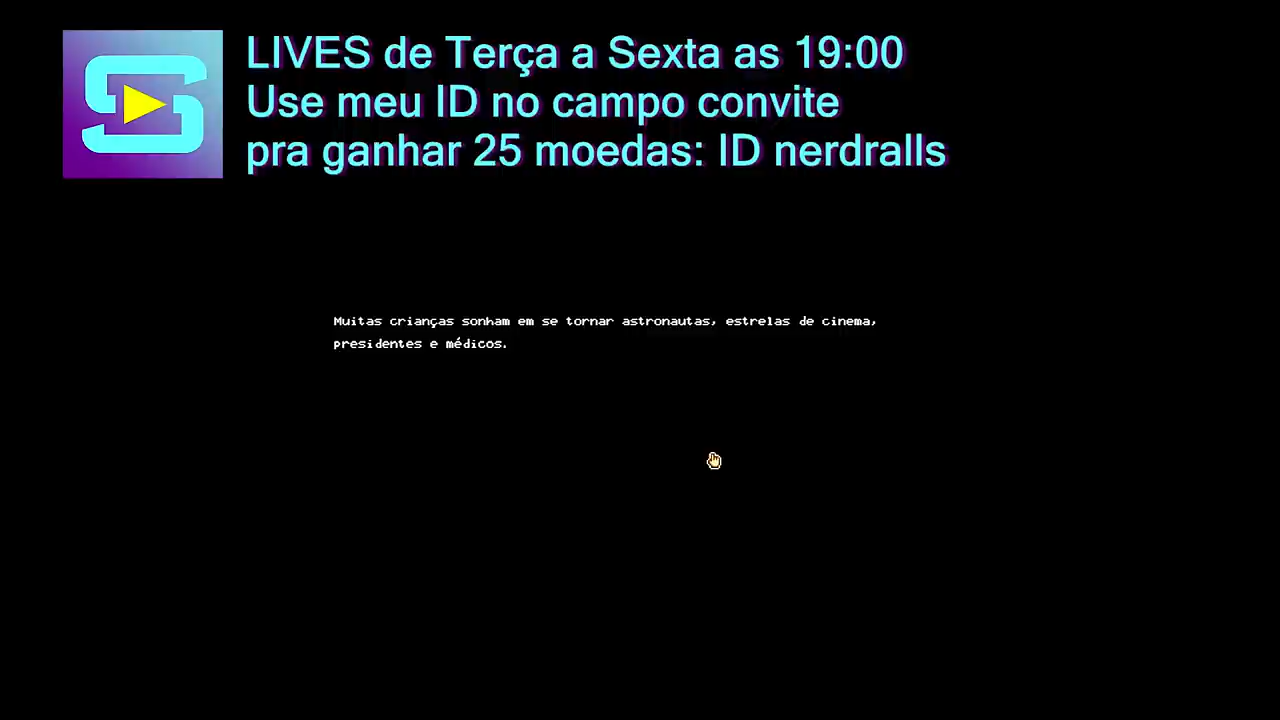 LIVES de Terça a Sexta as 19:00
Use meu ID no campo convite
pra ganhar 25 moedas: ID nerdralls
Muitas crianças sonham em se tornar astronautas, estrelas de cinema,
presidentes e médicos.